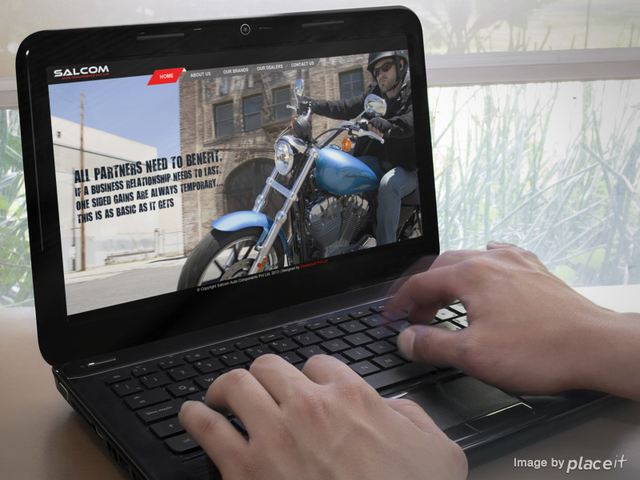 SALCOM
HOME ABOUT US OUR BRANDS OUR DEALERS CONTACT US
ALL PARTNERS NEED TO BENEFIT.
IF A BUSINESS RELATIONSHIP NEEDS TO LAST,
ONE SIDED GAINS ARE ALWAYS TEMPORARY...
THIS IS AS BASIC AS IT GETS
© Copyright Salcom Auto Components Pvt Ltd. 2012 | Designed by
Image by placeit